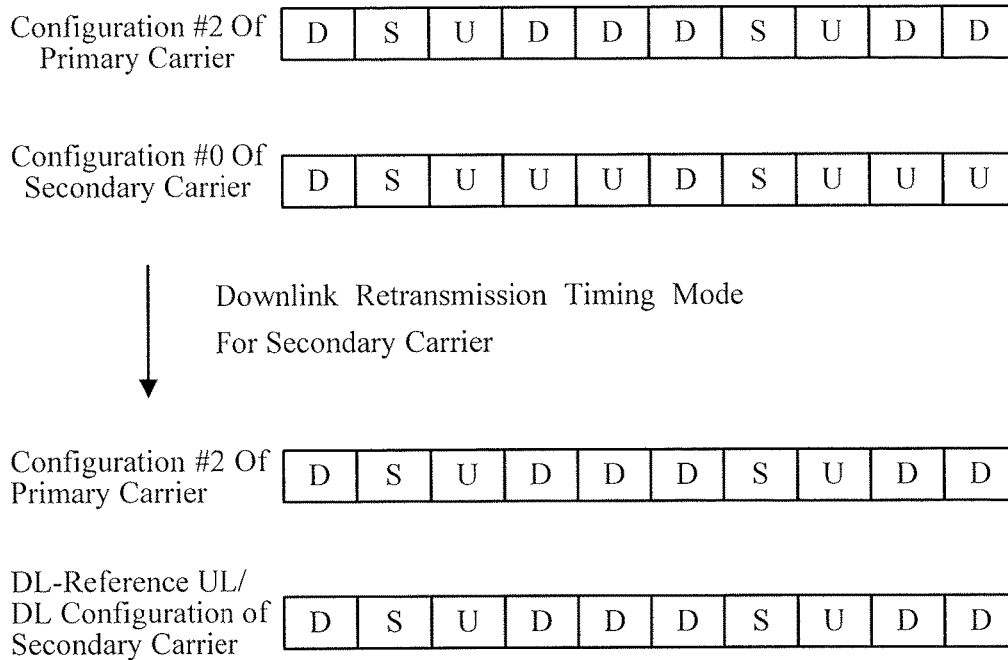 Configuration #2 Of
Primary Carrier
D S U D D D S U D D
Configuration #0 Of
Secondary Carrier
D S U U U D S U U U
Downlink Retransmission Timing Mode
For Secondary Carrier
Configuration #2 Of
Primary Carrier
D S U D D D S U D D
DL-Reference UL/
DL Configuration of
Secondary Carrier
D S U D D D S U D D